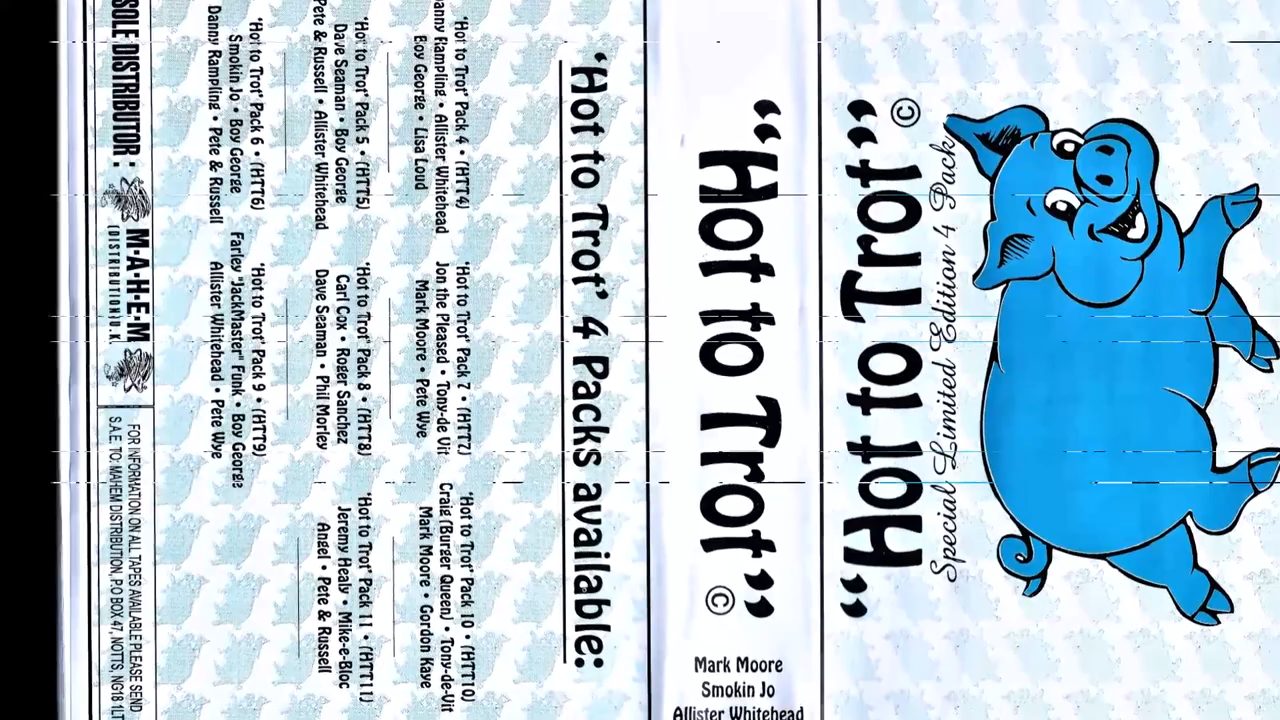 'Hot to Trot' 4 Packs available:
'Hot to Trot' Pack 4 • (HTT4)
Danny Rampling • Allister Whitehead
Boy George • Lisa Loud
'Hot to Trot' Pack 7 • (HTT7)
Jon the Pleased • Tony-de Vit
Mark Moore • Pete Wye
'Hot to Trot' Pack 10 • (HTT10)
Craig (Burger Queen) • Tony-de-Vit
Mark Moore • Gordon Kaye
'Hot to Trot' Pack 5 • (HTT5)
Dave Seaman • Boy George
Pete & Russell • Allister Whitehead
'Hot to Trot' Pack 8 • (HTT8)
Carl Cox • Roger Sanchez
Dave Seaman • Phil Morley
'Hot to Trot' Pack 11 • (HTT11)
Jeremy Healy • Mike-e-Bloc
Angel • Pete & Russell
'Hot to Trot' Pack 6 • (HTT6)
Smokin Jo • Boy George
Danny Rampling • Pete & Russell
'Hot to Trot' Pack 9 • (HTT9)
Farley "JackMaster" Funk • Boy George
Allister Whitehead • Pete Wye
SOLE DISTRIBUTOR :
M•A•H•E•M
(DISTRIBUTION) U.K
FOR INFORMATION ON ALL TAPES AVAILABLE PLEASE SEND
S.A.E. TO: MAHEM DISTRIBUTION, P.O BOX 47, NOTTS, NG18 1LT
"Hot to Trot" ©
Mark Moore
Smokin Jo
Allister Whitehead
"Hot to Trot" ©
Special Limited Edition 4 Pack